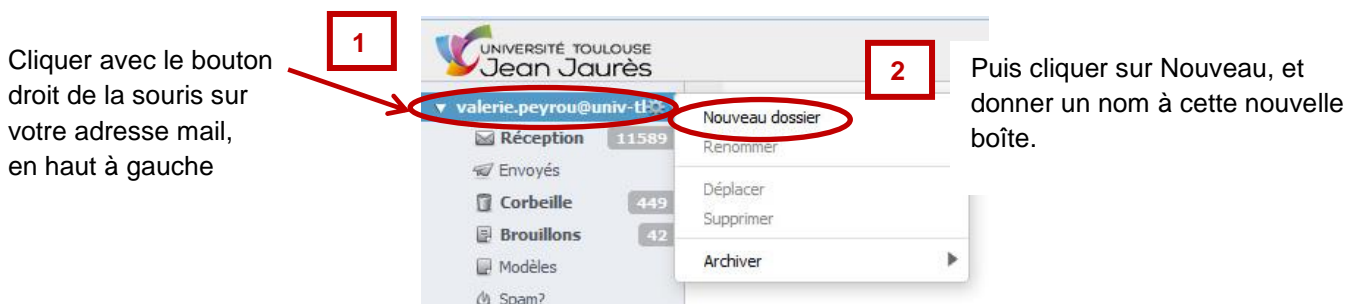 1
Cliquer avec le bouton
droit de la souris sur
votre adresse mail,
en haut à gauche
UNIVERSITÉ TOULOUSE
Jean Jaurès
valerie.peyrou@univ-tl
Réception 11589
Envoyés
Corbeille 449
Brouillons 42
Modèles
Spam?
Nouveau dossier
Renommer
Déplacer
Supprimer
Archiver
2
Puis cliquer sur Nouveau, et
donner un nom à cette nouvelle
boîte.